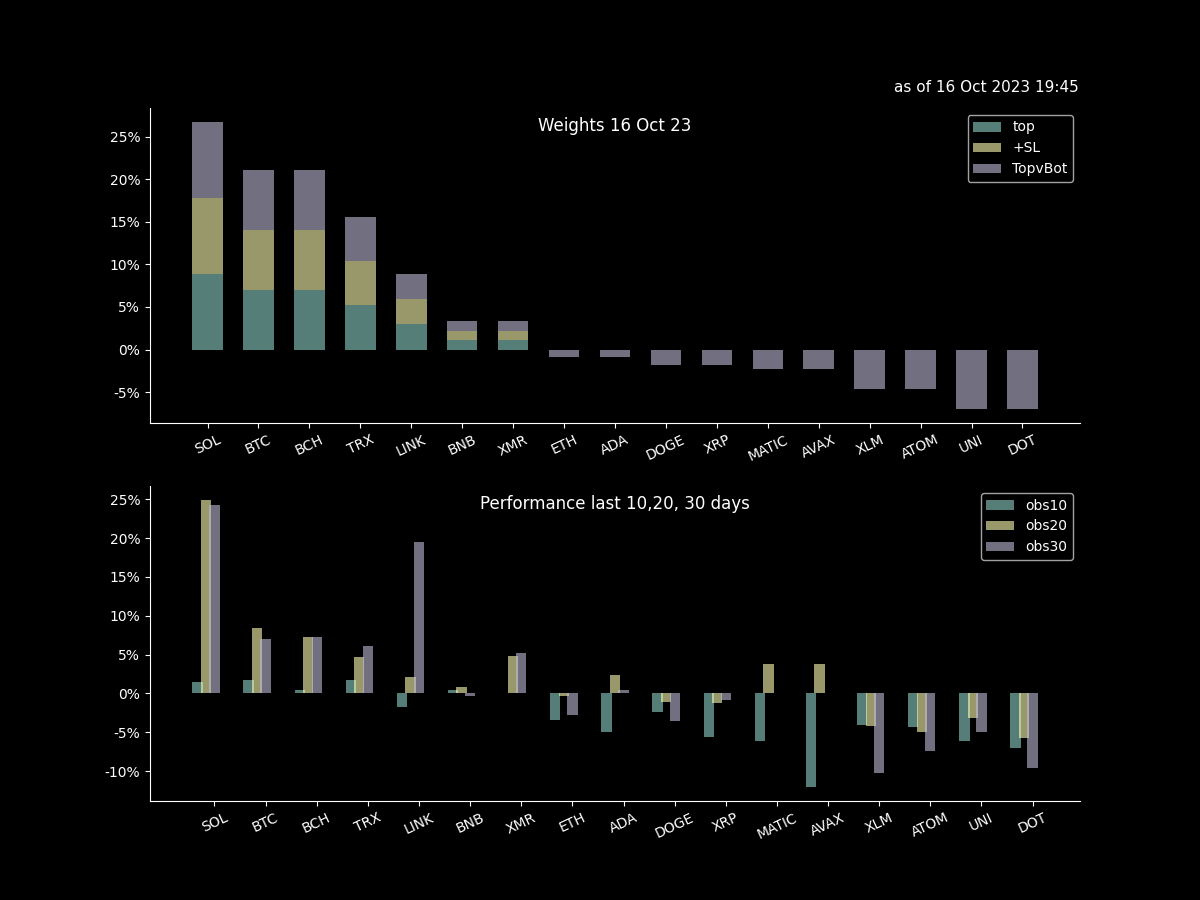 as of 16 Oct 2023 19:45
Weights 16 Oct 23
top
+SL
TopvBot
25%
20%
15%
10%
5%
0%
-5%
SOL BTC BCH TRX LINK BNB XMR ETH ADA DOGE XRP MATIC AVAX XLM ATOM UNI DOT
Performance last 10,20, 30 days
obs10
obs20
obs30
25%
20%
15%
10%
5%
0%
-5%
-10%
SOL BTC BCH TRX LINK BNB XMR ETH ADA DOGE XRP MATIC AVAX XLM ATOM UNI DOT